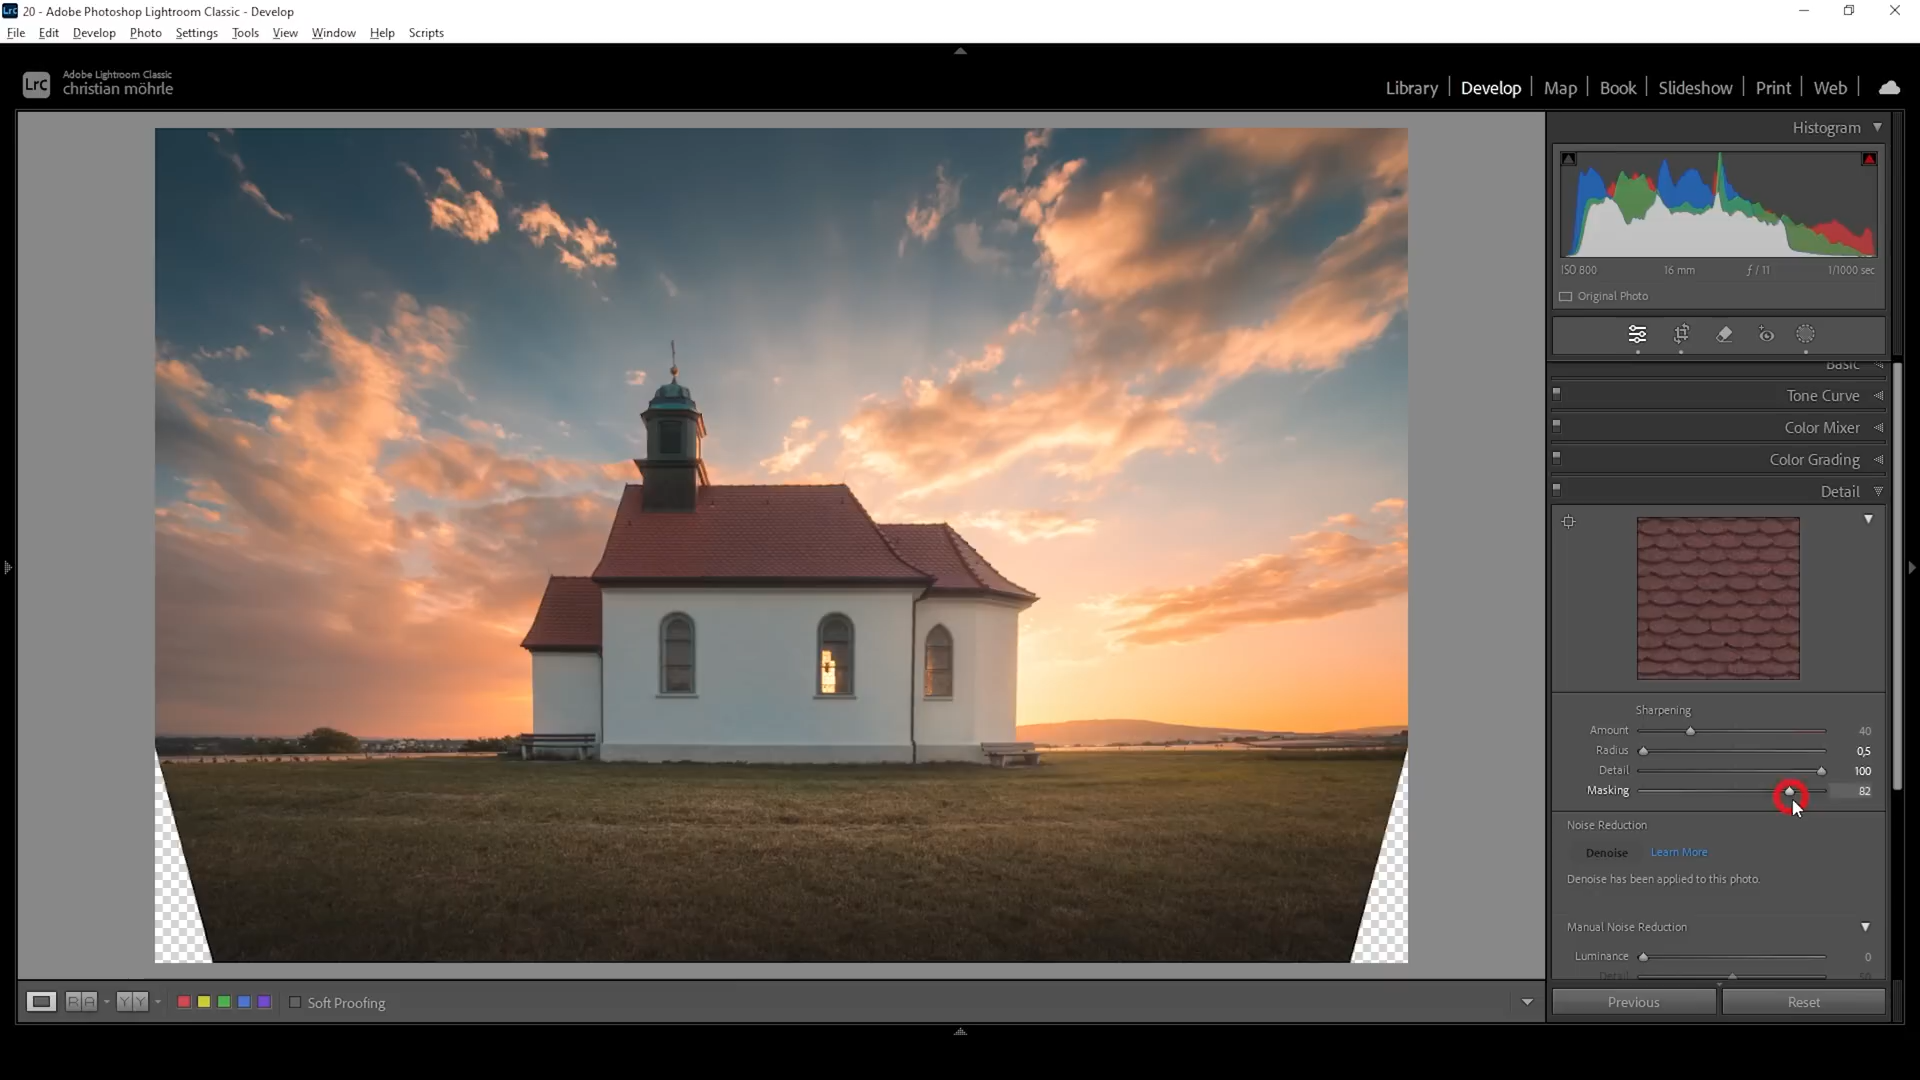 20 - Adobe Photoshop Lightroom Classic - Develop
File Edit Develop Photo Settings Tools View Window Help Scripts
Lrc
Adobe Lightroom Classic
christian möhrle
Library | Develop | Map | Book | Slideshow | Print | Web |
Histogram
ISO 800 16 mm ƒ / 11 1/1000 sec
Original Photo
Basic
Tone Curve
Color Mixer
Color Grading
Detail
Sharpening
Amount 40
Radius 0,5
Detail 100
Masking 82
Noise Reduction
Denoise Learn More
Denoise has been applied to this photo.
Manual Noise Reduction
Luminance 0
Detail 50
R A Y Y Soft Proofing
Previous Reset